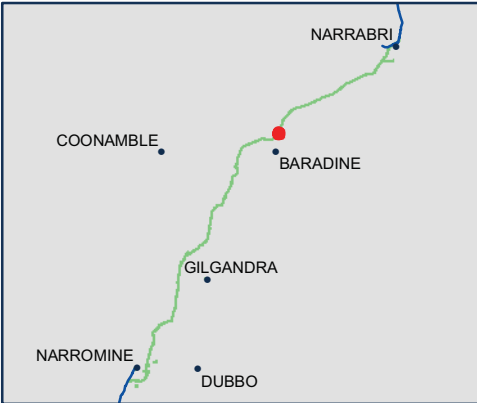 NARRABRI
COONAMBLE
BARADINE
GILGANDRA
NARROMINE
DUBBO